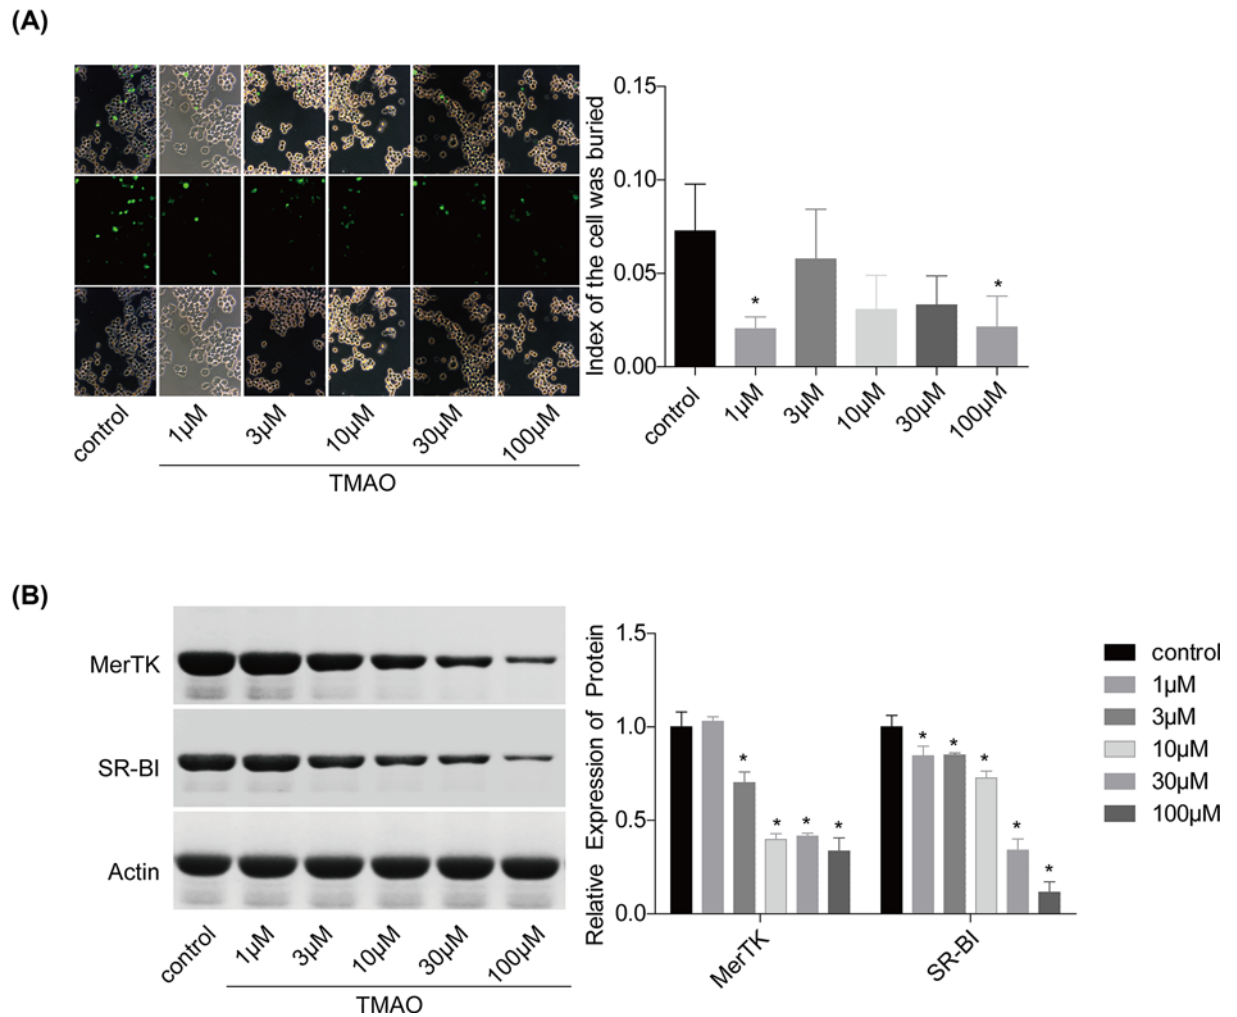 (A)
Index of the cell was buried
0.15
0.10
0.05
0.00
control
1μM
3μM
10μM
30μM
100μM
TMAO
control
1μM
3μM
10μM
30μM
100μM
(B)
MerTK
SR-BI
Actin
control
1μM
3μM
10μM
30μM
100μM
TMAO
Relative Expression of Protein
1.5
1.0
0.5
0.0
* * * * * * * * *
* *
MerTK
SR-BI
control
1μM
3μM
10μM
30μM
100μM